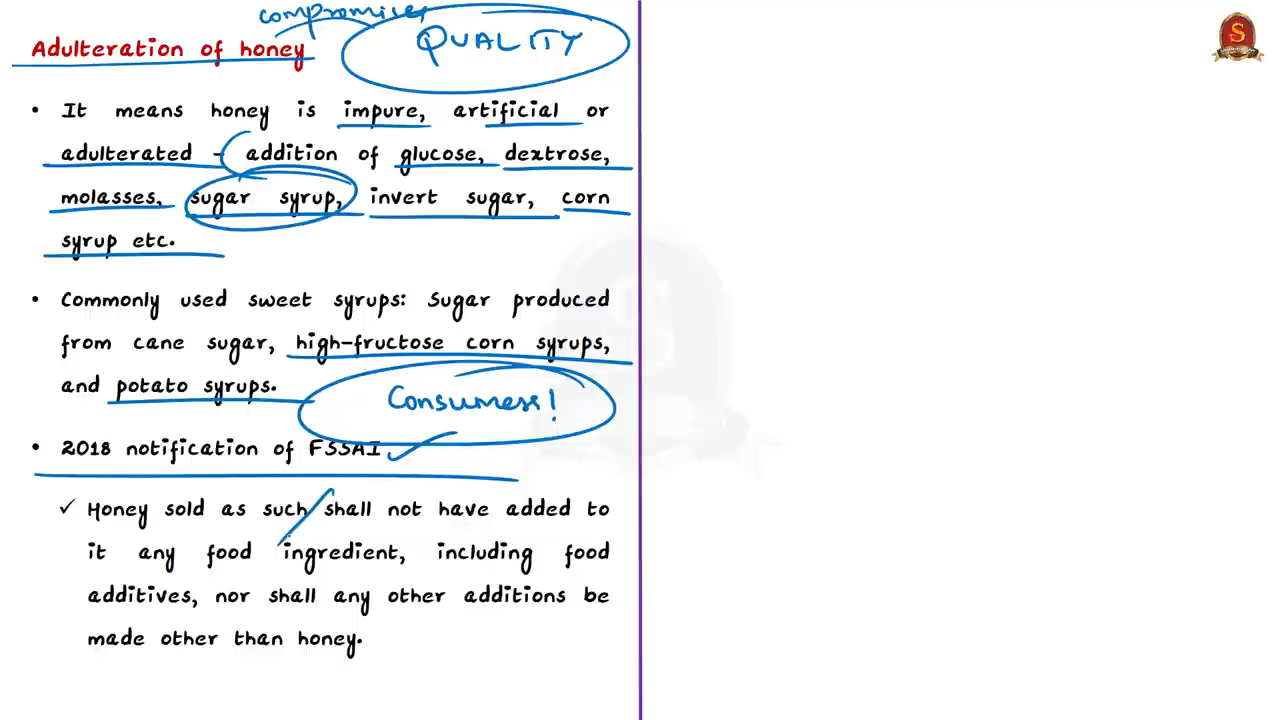 compromises
QUALITY
Adulteration of honey
• It means honey is impure, artificial or
adulterated - addition of glucose, dextrose,
molasses, sugar syrup, invert sugar, corn
syrup etc.
• Commonly used sweet syrups: Sugar produced
from cane sugar, high-fructose corn syrups,
and potato syrups.
Consumess!
• 2018 notification of FSSAI
✓ Honey sold as such shall not have added to
it any food ingredient, including food
additives, nor shall any other additions be
made other than honey.
S